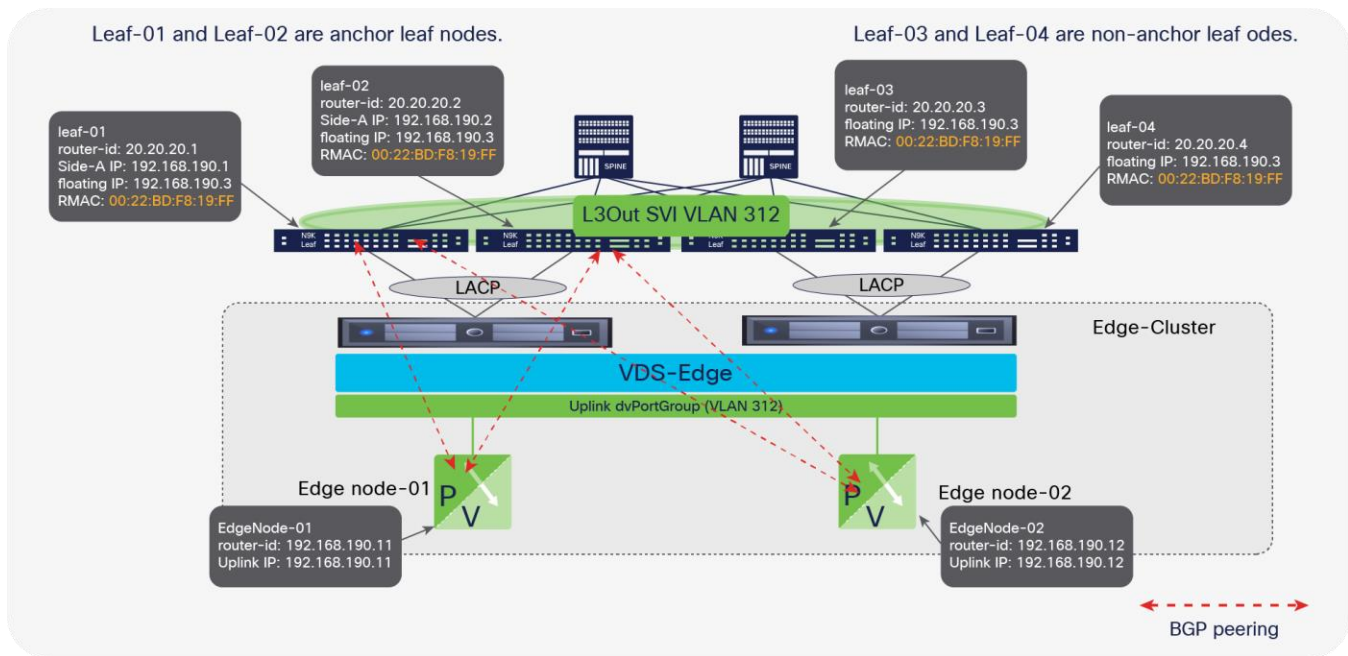 Leaf-01 and Leaf-02 are anchor leaf nodes.
Leaf-03 and Leaf-04 are non-anchor leaf odes.
leaf-01
router-id: 20.20.20.1
Side-A IP: 192.168.190.1
floating IP: 192.168.190.3
RMAC: 00:22:BD:F8:19:FF
leaf-02
router-id: 20.20.20.2
Side-A IP: 192.168.190.2
floating IP: 192.168.190.3
RMAC: 00:22:BD:F8:19:FF
leaf-03
router-id: 20.20.20.3
floating IP: 192.168.190.3
RMAC: 00:22:BD:F8:19:FF
leaf-04
router-id: 20.20.20.4
floating IP: 192.168.190.3
RMAC: 00:22:BD:F8:19:FF
SPINE
SPINE
L3Out SVI VLAN 312
N9K
Leaf
N9K
Leaf
N9K
Leaf
N9K
Leaf
LACP
LACP
Edge-Cluster
VDS-Edge
Uplink dvPortGroup (VLAN 312)
P
V
P
V
Edge node-01
Edge node-02
EdgeNode-01
router-id: 192.168.190.11
Uplink IP: 192.168.190.11
EdgeNode-02
router-id: 192.168.190.12
Uplink IP: 192.168.190.12
BGP peering